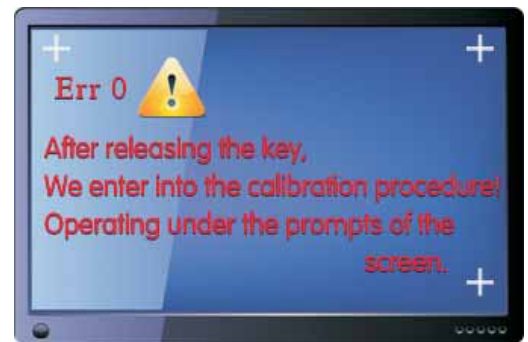 Err 0
After releasing the key,
We enter into the calibration procedure!
Operating under the prompts of the
screen.